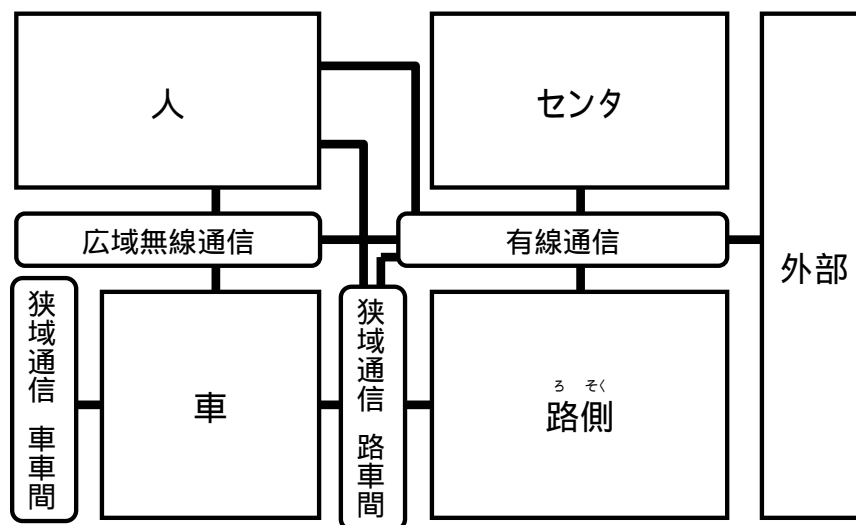 人
センタ
広域無線通信
有線通信
外部
狭域通信 車車間
車
狭域通信 路車間
ろそく
路側